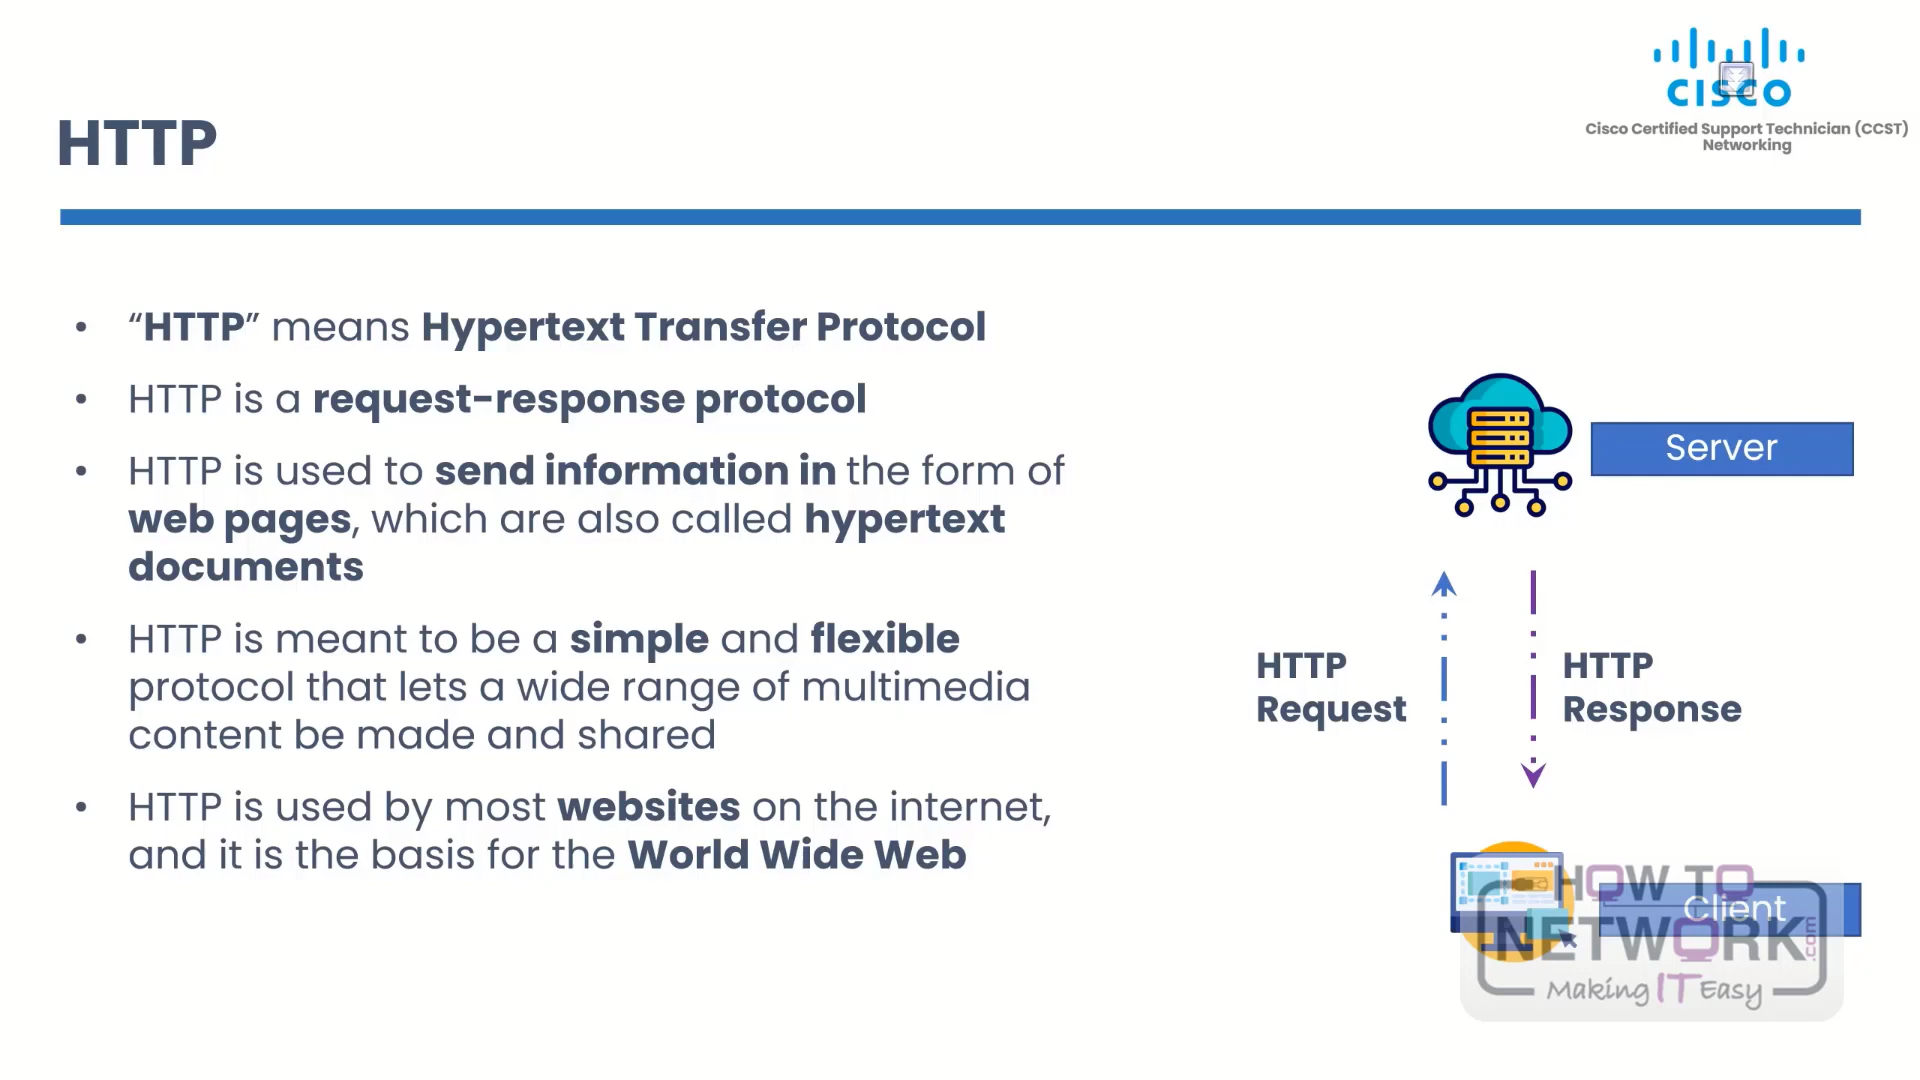 CISCO
Cisco Certified Support Technician (CCST)
Networking
HTTP
• “HTTP” means Hypertext Transfer Protocol
• HTTP is a request-response protocol
• HTTP is used to send information in the form of
web pages, which are also called hypertext
documents
• HTTP is meant to be a simple and flexible
protocol that lets a wide range of multimedia
content be made and shared
• HTTP is used by most websites on the internet,
and it is the basis for the World Wide Web
Server
HTTP
Request
HTTP
Response
Client
HOW TO
NETWORK.com
Making IT Easy